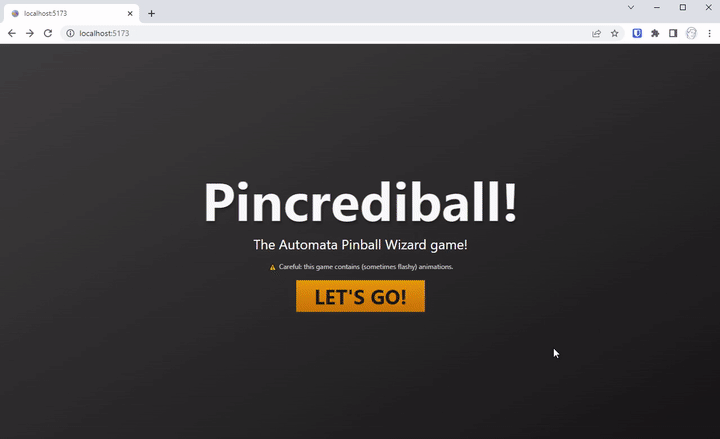 localhost:5173
localhost:5173
Pincrediball!
The Automata Pinball Wizard game!
Careful: this game contains (sometimes flashy) animations.
LET'S GO!